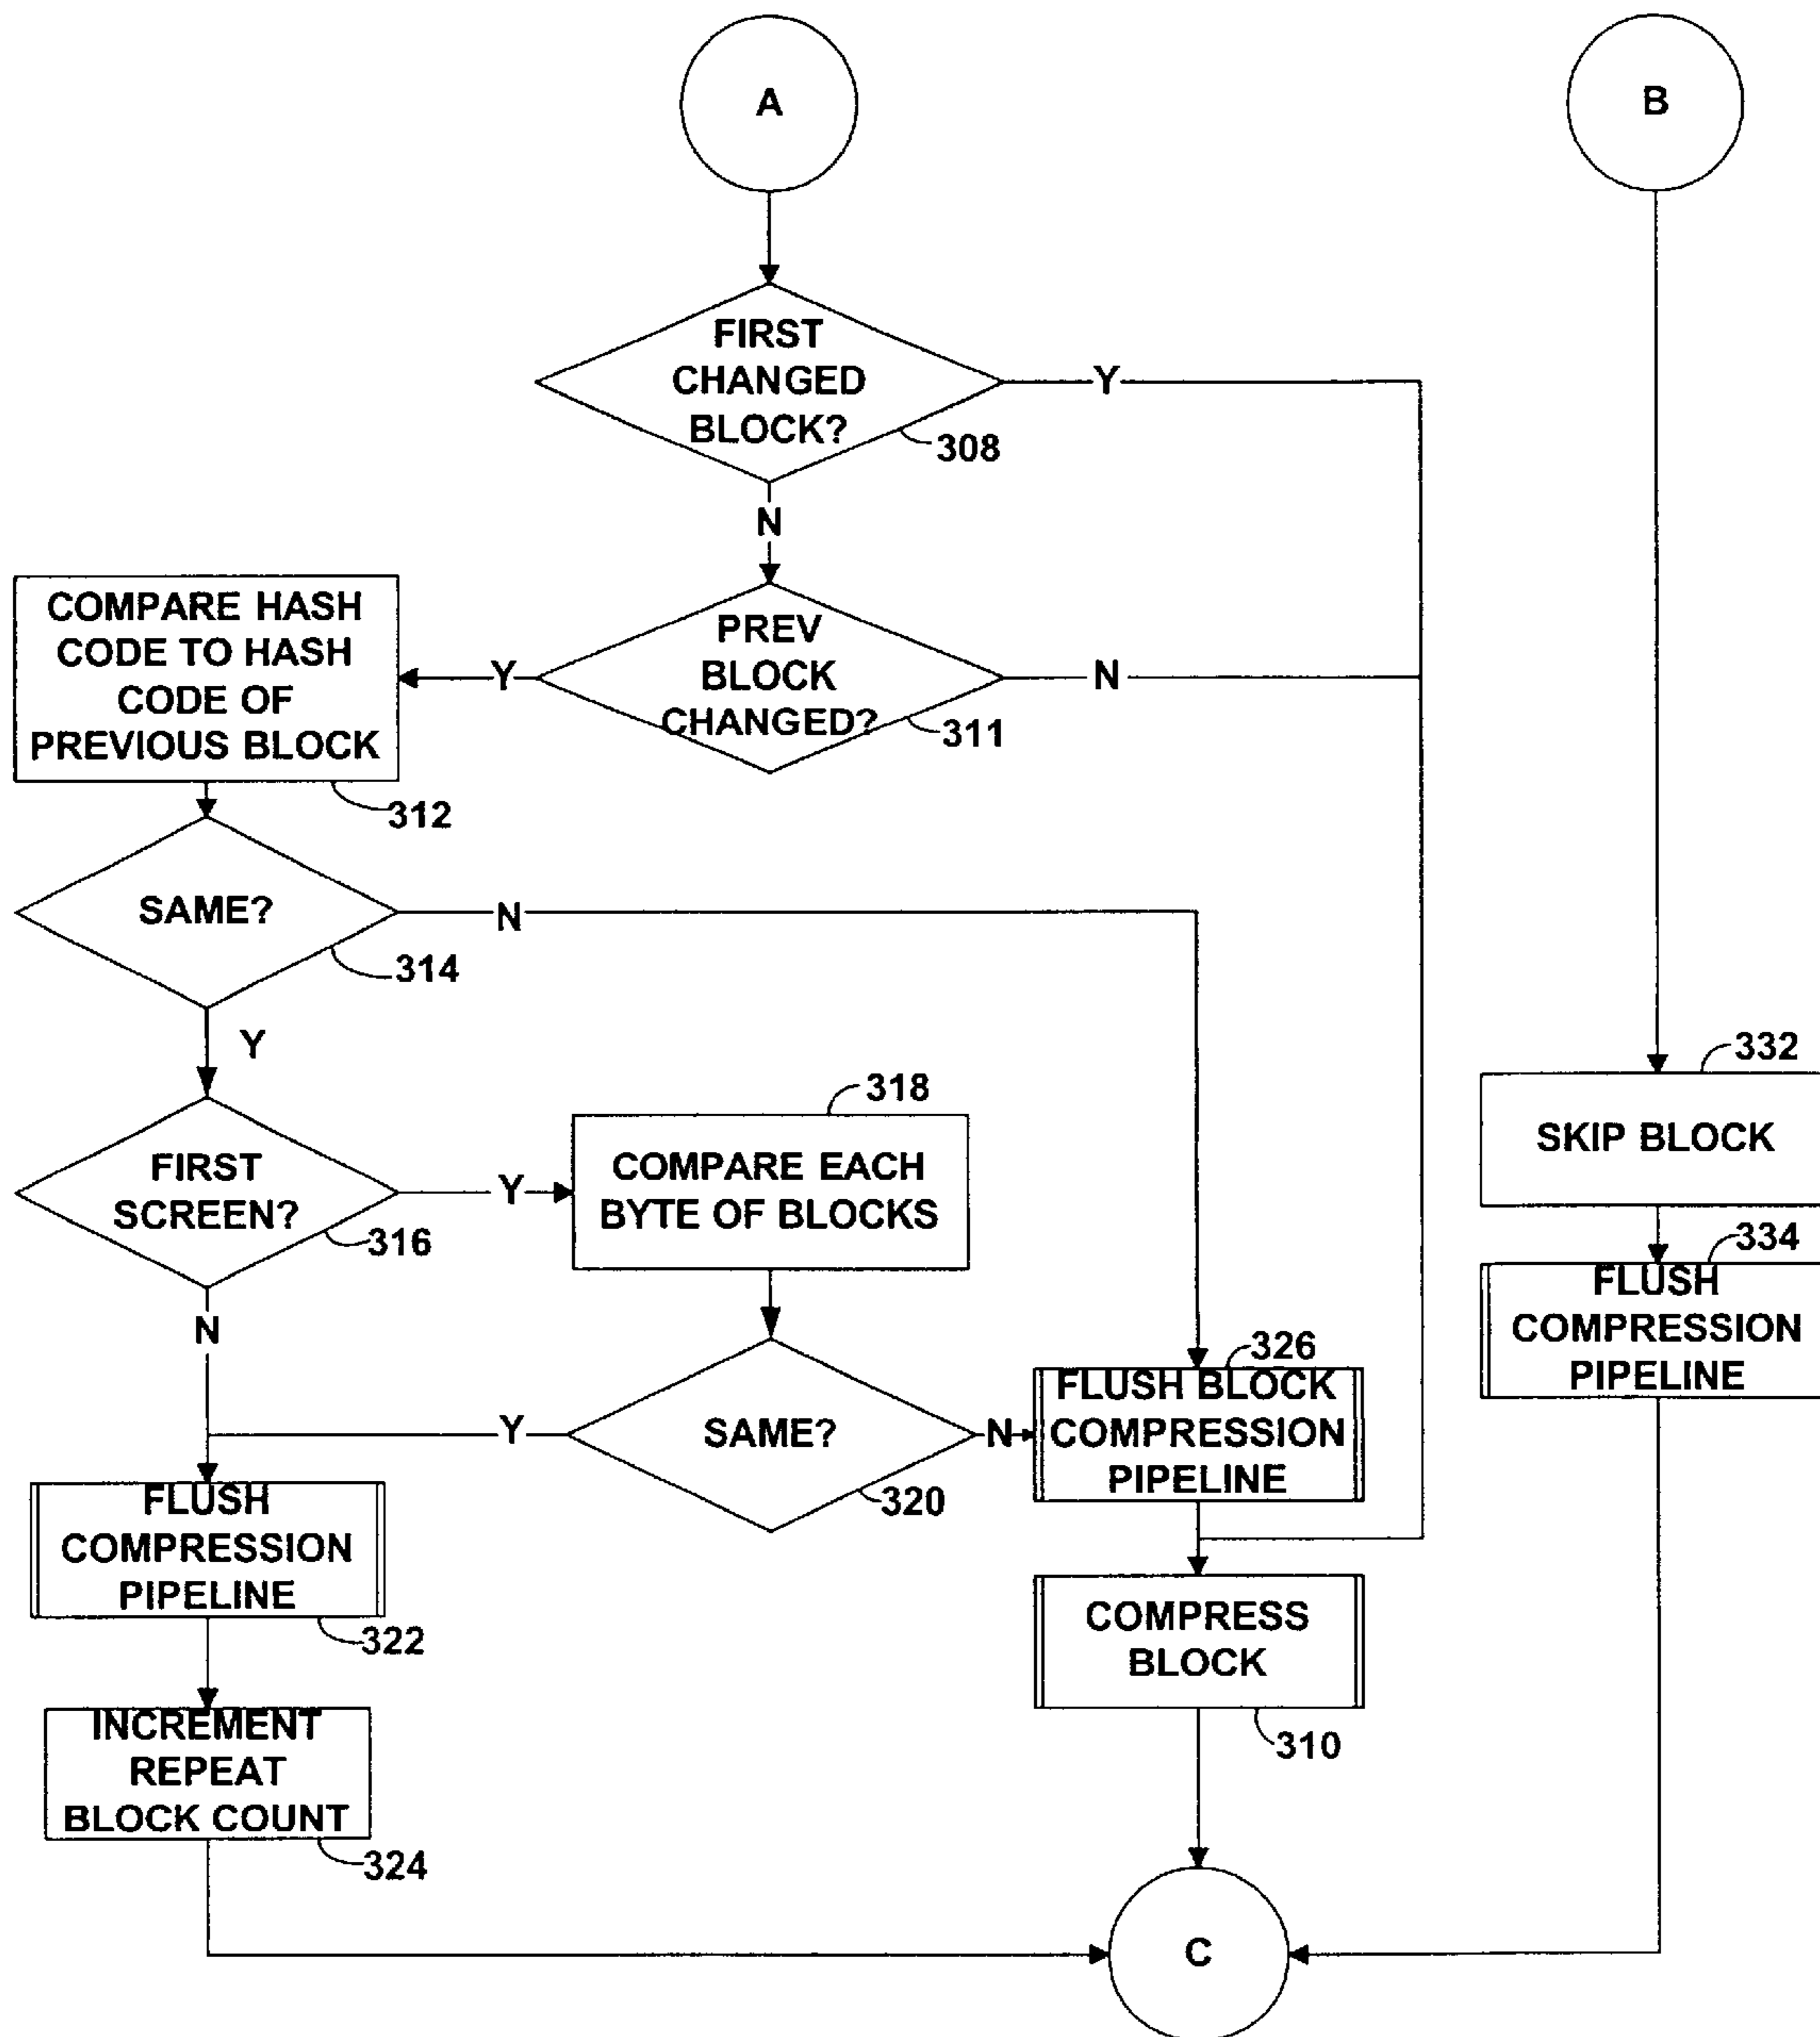 A
B
FIRST
CHANGED
BLOCK?
Y
308
N
PREV
BLOCK
CHANGED?
Y
N
311
COMPARE HASH
CODE TO HASH
CODE OF
PREVIOUS BLOCK
312
SAME?
N
314
Y
FIRST
SCREEN?
Y
316
N
318
COMPARE EACH
BYTE OF BLOCKS
SAME?
Y
N
320
326
FLUSH BLOCK
COMPRESSION
PIPELINE
FLUSH
COMPRESSION
PIPELINE
322
INCREMENT
REPEAT
BLOCK COUNT
324
COMPRESS
BLOCK
310
332
SKIP BLOCK
334
FLUSH
COMPRESSION
PIPELINE
C